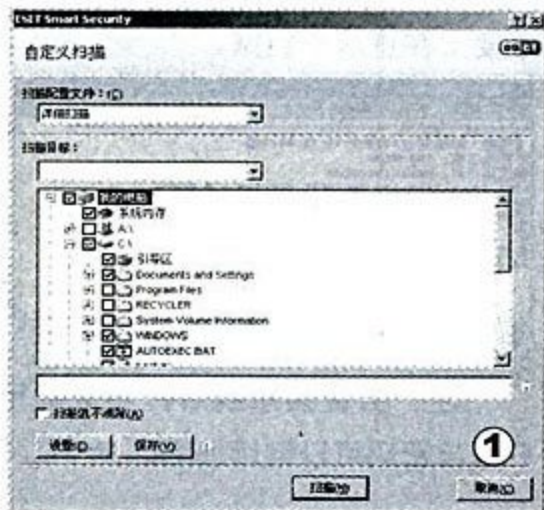 ESET Smart Security
自定义扫描
扫描配置文件：(C)
详细扫描
扫描目标：
我的电脑
系统内存
A:\
C:\
引导区
Documents and Settings
Program Files
RECYCLER
System Volume Information
WINDOWS
AUTOEXEC.BAT
扫描但不清除(A)
设置
保存(V)
1
扫描
取消(C)